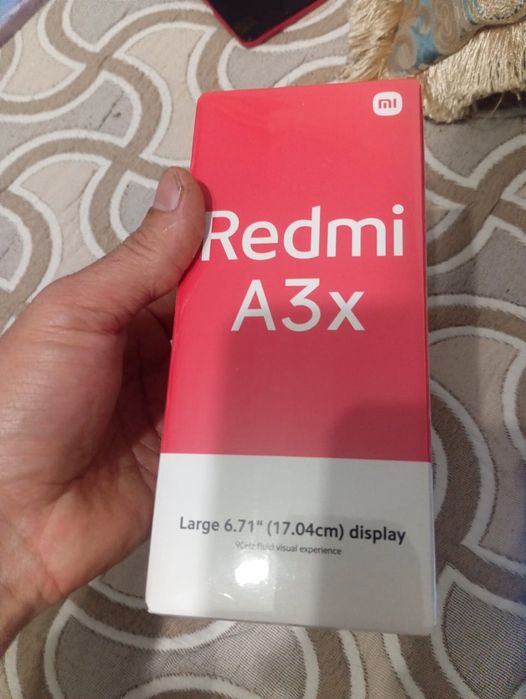 mi
Redmi
A3x
Large 6.71" (17.04cm) display
90Hz fluid visual experience